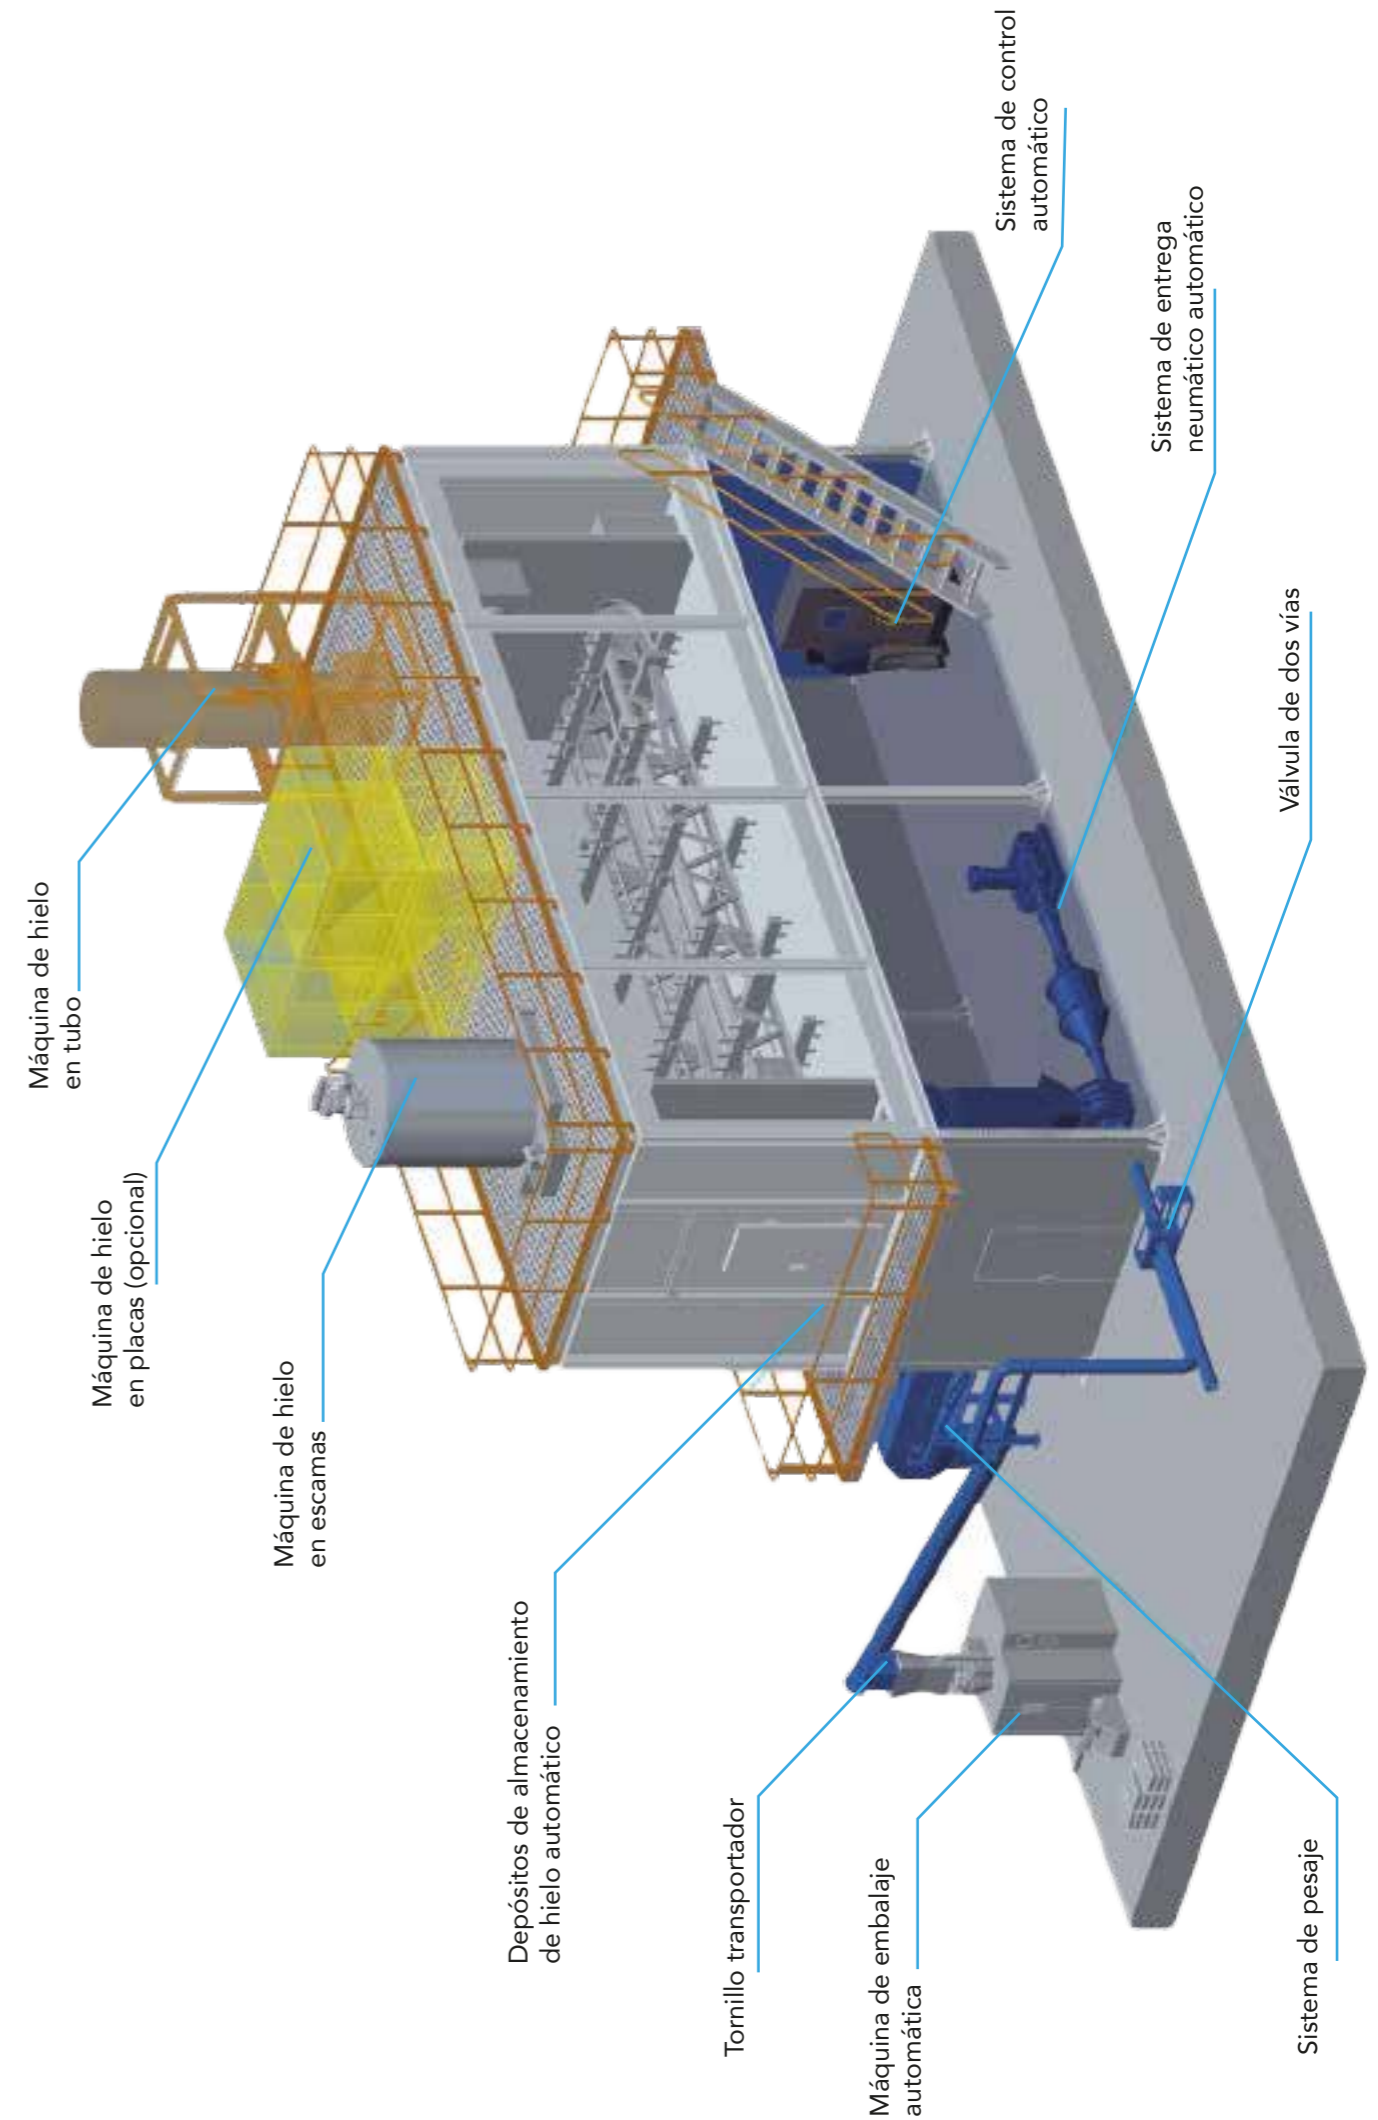 Máquina de hielo
en tubo
Máquina de hielo
en placas (opcional)
Máquina de hielo
en escamas
Depósitos de almacenamiento
de hielo automático
Tornillo transportador
Máquina de embalaje
automática
Sistema de pesaje
Válvula de dos vías
Sistema de entrega
neumático automático
Sistema de control
automático